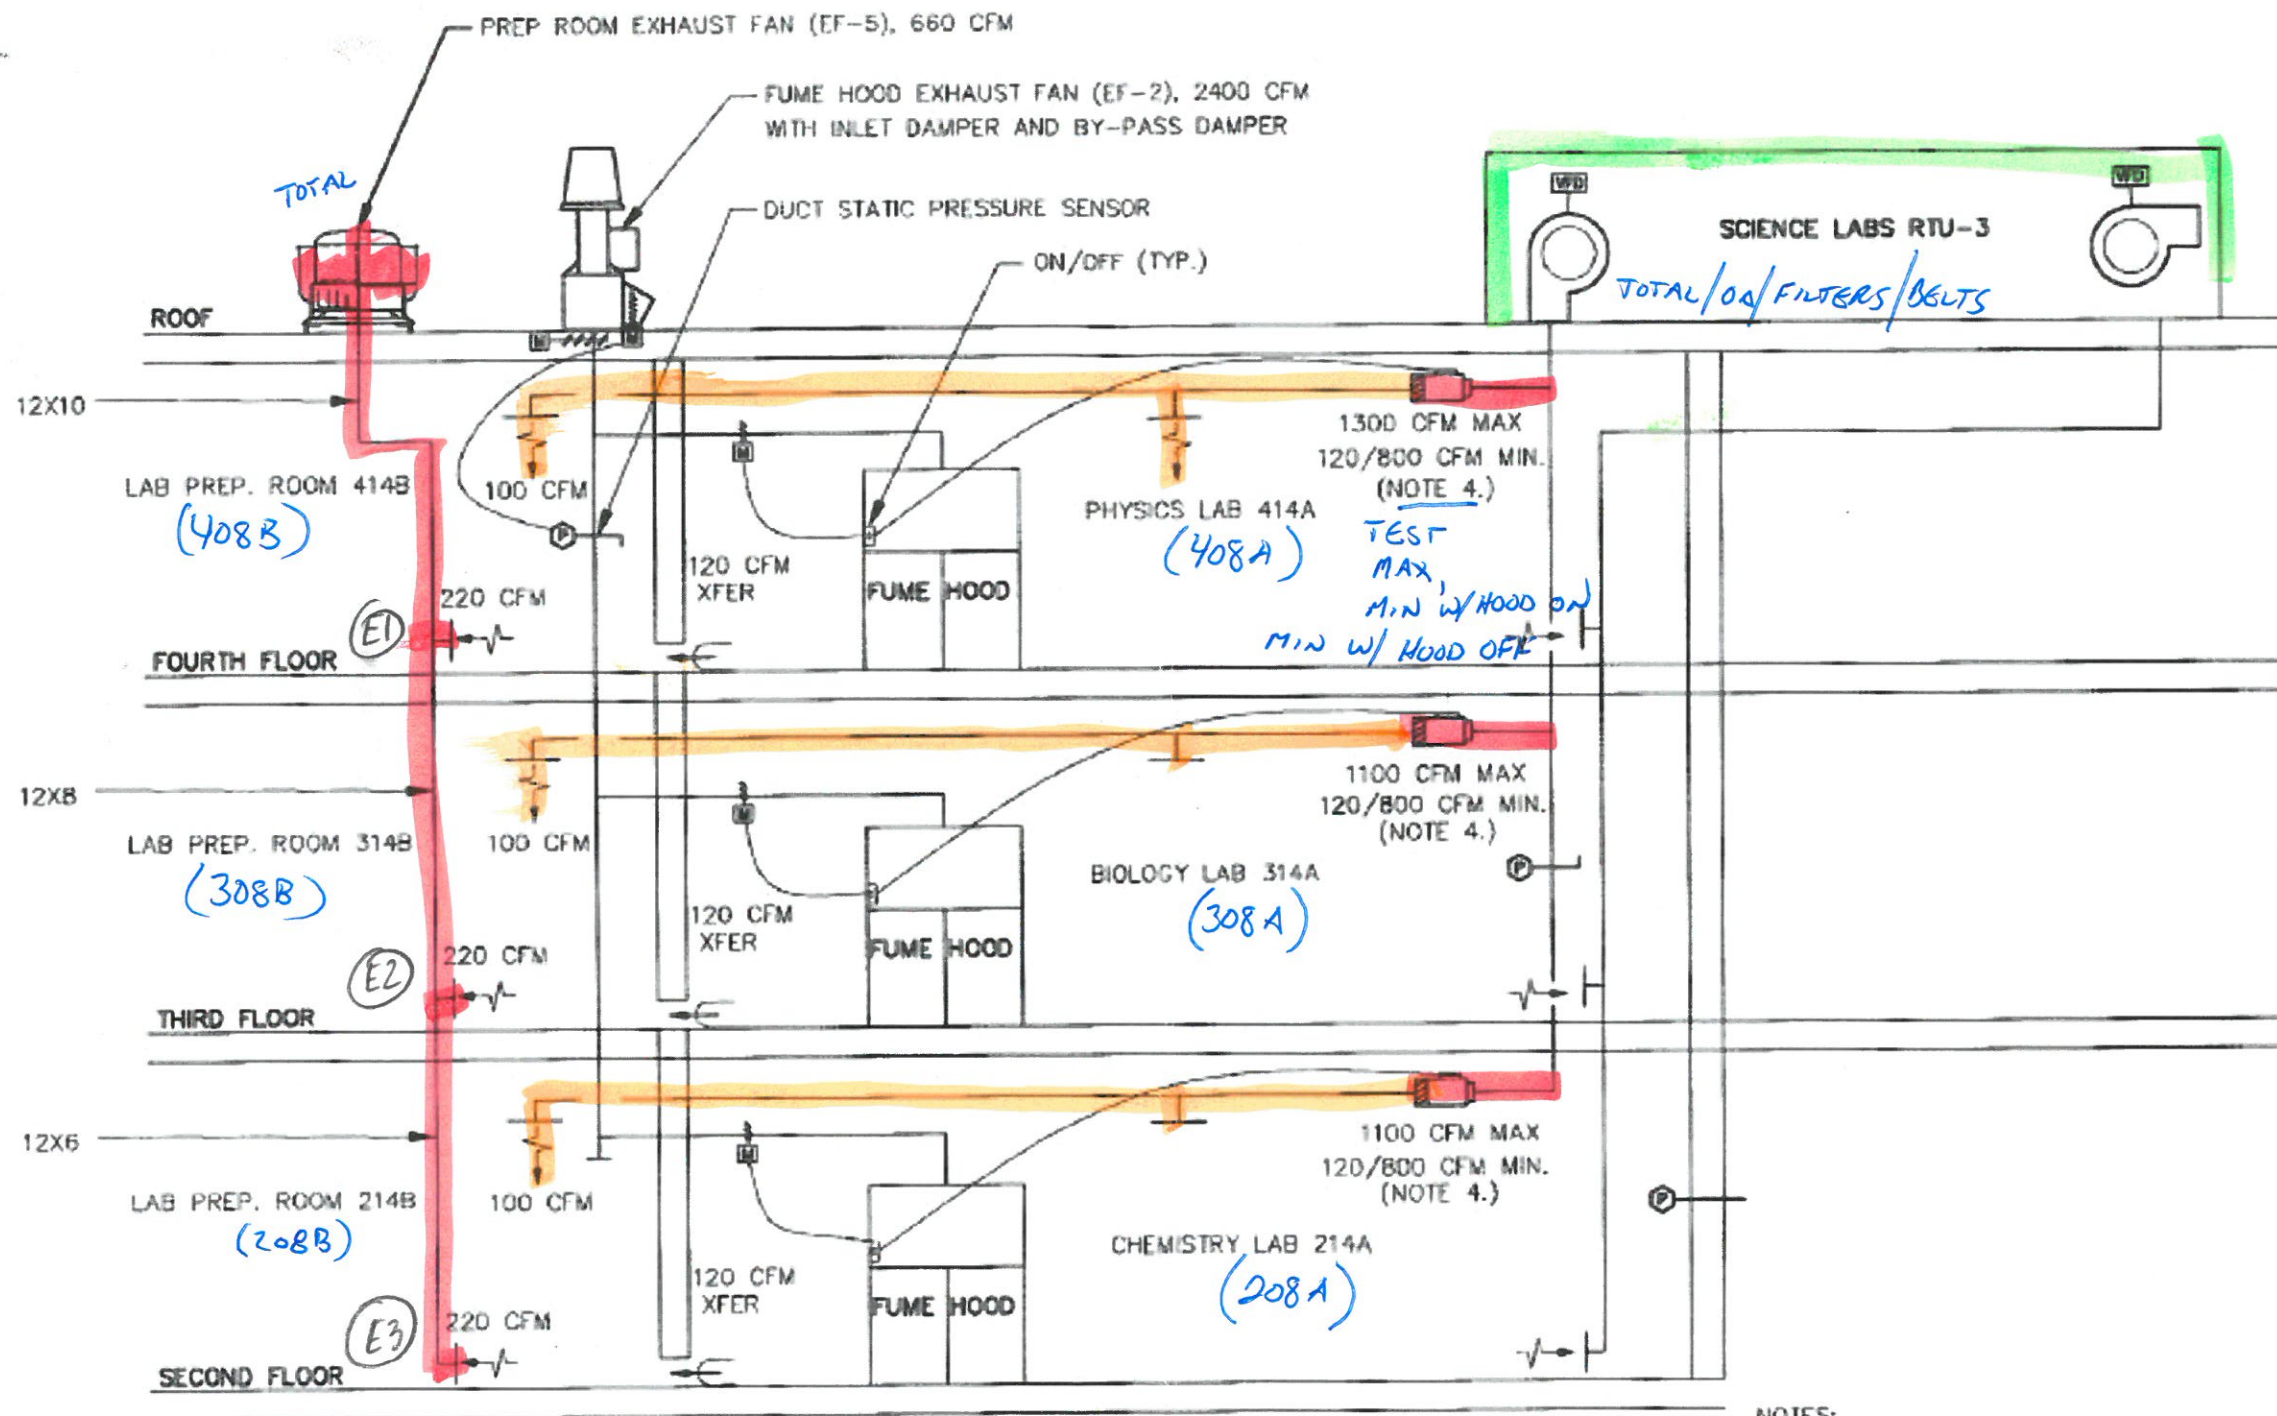 PREP ROOM EXHAUST FAN (EF-5), 660 CFM
FUME HOOD EXHAUST FAN (EF-2), 2400 CFM
WITH INLET DAMPER AND BY-PASS DAMPER
TOTAL
DUCT STATIC PRESSURE SENSOR
ON/OFF (TYP.)
VFD
VFD
SCIENCE LABS RTU-3
TOTAL/OA/FILTERS/BELTS
ROOF
M
M
12X10
1300 CFM MAX
120/800 CFM MIN.
(NOTE 4.)
M
LAB PREP. ROOM 414B
(408B)
100 CFM
PHYSICS LAB 414A
(408A)
TEST
MAX,
MIN W/HOOD ON
MIN W/ HOOD OFF
P
120 CFM
XFER
FUME HOOD
220 CFM
E1
FOURTH FLOOR
12X8
1100 CFM MAX
120/800 CFM MIN.
(NOTE 4.)
M
LAB PREP. ROOM 314B
(308B)
100 CFM
BIOLOGY LAB 314A
(308A)
P
120 CFM
XFER
FUME HOOD
220 CFM
E2
THIRD FLOOR
12X6
1100 CFM MAX
120/800 CFM MIN.
(NOTE 4.)
M
LAB PREP. ROOM 214B
(208B)
100 CFM
P
CHEMISTRY LAB 214A
(208A)
120 CFM
XFER
FUME HOOD
220 CFM
E3
SECOND FLOOR
NOTES: